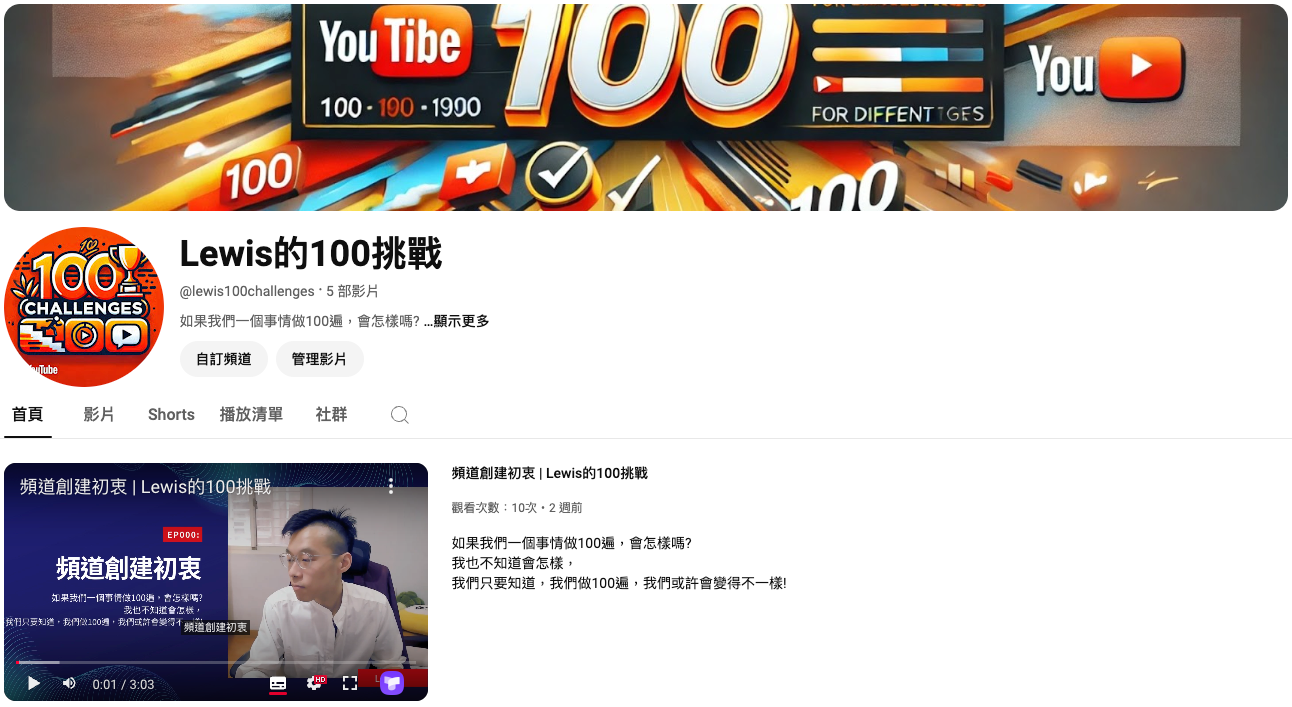 You Tibe
100
100 - 190 - 1990
FOR DIFFENT TGES
You
100
100
100
100
CHALLENGES
Lewis的100挑戰
@lewis100challenges · 5 部影片
如果我們一個事情做100遍，會怎樣嗎? ...顯示更多
自訂頻道
管理影片
首頁
影片
Shorts
播放清單
社群
頻道創建初衷 | Lewis的100挑戰
EP000:
頻道創建初衷
如果我們一個事情做100遍，會怎樣嗎?
我也不知道會怎樣，
我們只要知道，我們做100遍，我們或許會變得不
頻道創建初衷
0:01 / 3:03
HD
頻道創建初衷 | Lewis的100挑戰
觀看次數：10次 • 2 週前
如果我們一個事情做100遍，會怎樣嗎?
我也不知道會怎樣，
我們只要知道，我們做100遍，我們或許會變得不一樣!